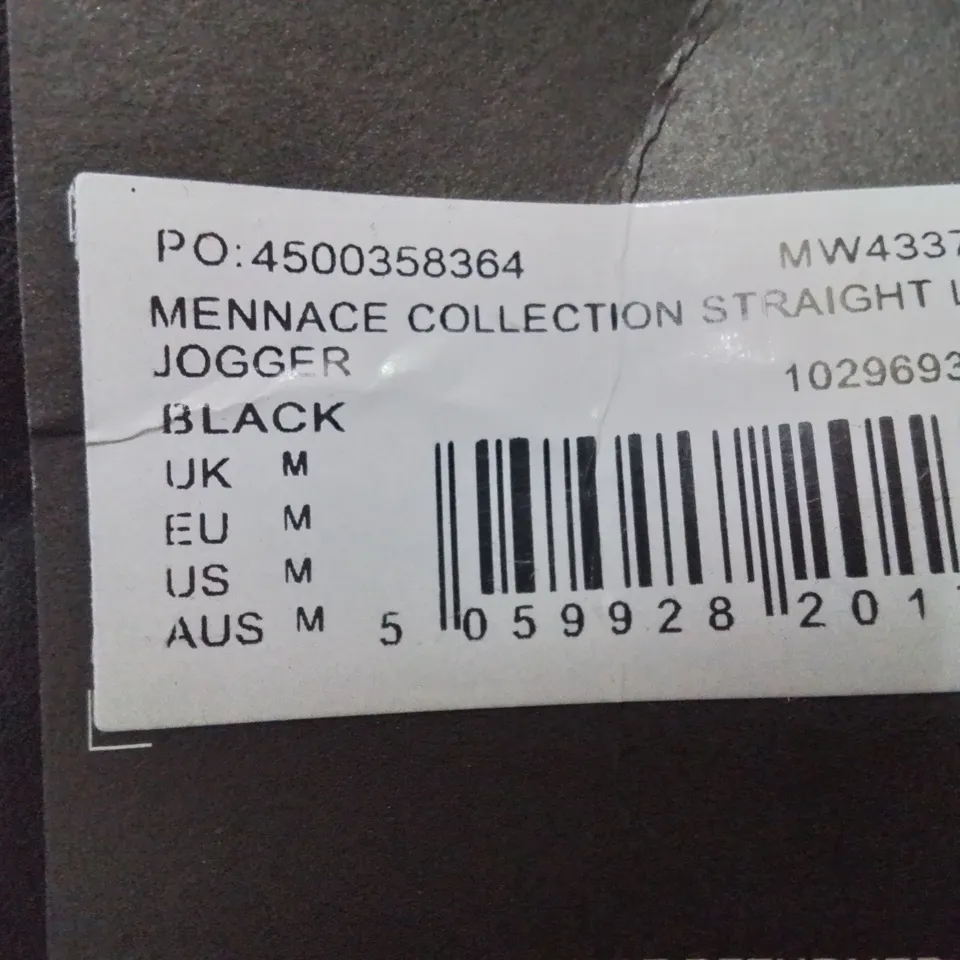 PO:4500358364 MW4337
MENNACE COLLECTION STRAIGHT L
JOGGER
1029693
BLACK
UK M
EU M
US M
AUS M
5 059928 201